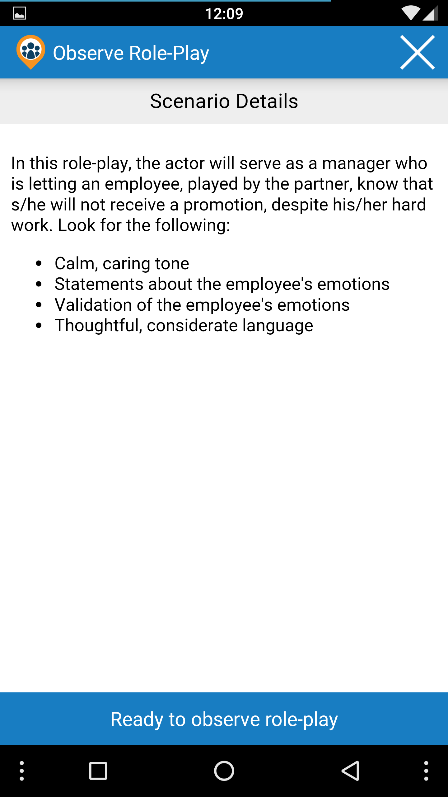 12:09
Observe Role-Play
Scenario Details
In this role-play, the actor will serve as a manager who
is letting an employee, played by the partner, know that
s/he will not receive a promotion, despite his/her hard
work. Look for the following:
• Calm, caring tone
• Statements about the employee's emotions
• Validation of the employee's emotions
• Thoughtful, considerate language
Ready to observe role-play